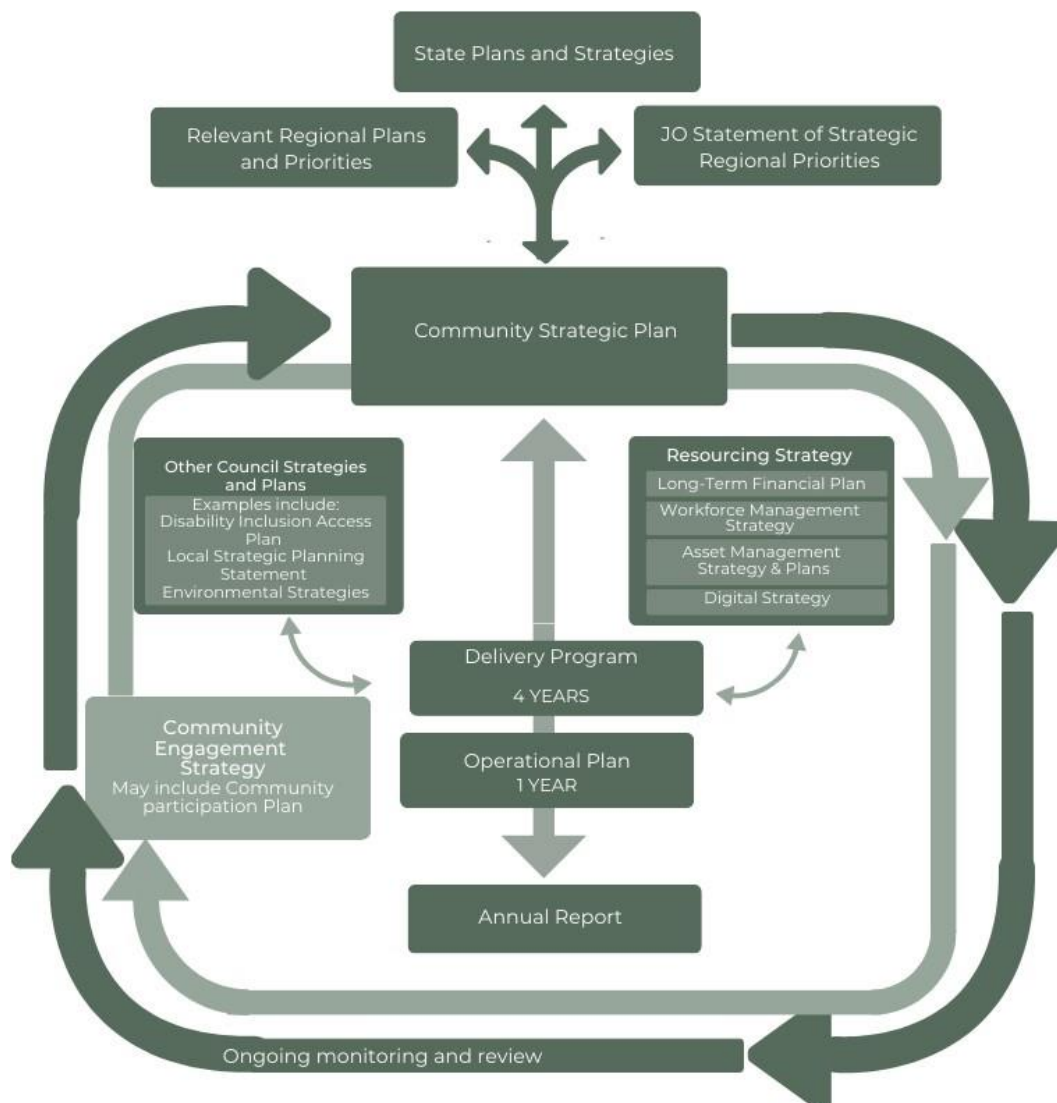 State Plans and Strategies
Relevant Regional Plans
and Priorities
JO Statement of Strategic
Regional Priorities
Community Strategic Plan
Other Council Strategies
and Plans
Examples include:
Disability Inclusion Access
Plan
Local Strategic Planning
Statement
Environmental Strategies
Resourcing Strategy
Long-Term Financial Plan
Workforce Management
Strategy
Asset Management
Strategy & Plans
Digital Strategy
Delivery Program
4 YEARS
Community
Engagement
Strategy
May include Community
participation Plan
Operational Plan
1 YEAR
Annual Report
Ongoing monitoring and review